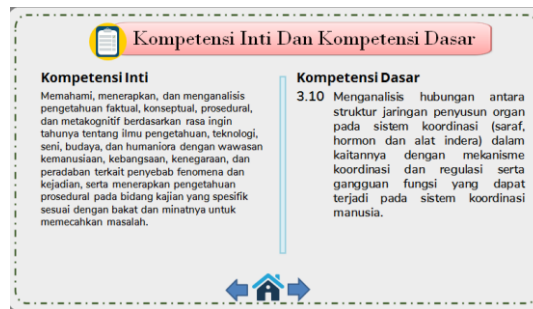 Kompetensi Inti Dan Kompetensi Dasar
Kompetensi Inti
Memahami, menerapkan, dan menganalisis
pengetahuan faktual, konseptual, prosedural,
dan metakognitif berdasarkan rasa ingin
tahunya tentang ilmu pengetahuan, teknologi,
seni, budaya, dan humaniora dengan wawasan
kemanusiaan, kebangsaan, kenegaraan, dan
peradaban terkait penyebab fenomena dan
kejadian, serta menerapkan pengetahuan
prosedural pada bidang kajian yang spesifik
sesuai dengan bakat dan minatnya untuk
memecahkan masalah.
Kompetensi Dasar
3.10 Menganalisis hubungan antara
struktur jaringan penyusun organ
pada sistem koordinasi (saraf,
hormon dan alat indera) dalam
kaitannya dengan mekanisme
koordinasi dan regulasi serta
gangguan fungsi yang dapat
terjadi pada sistem koordinasi
manusia.